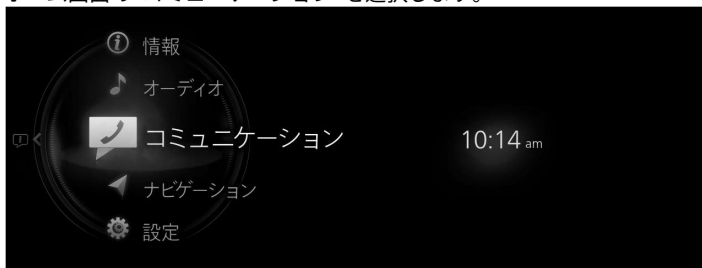 情報
オーディオ
コミュニケーション
10:14 am
ナビゲーション
設定